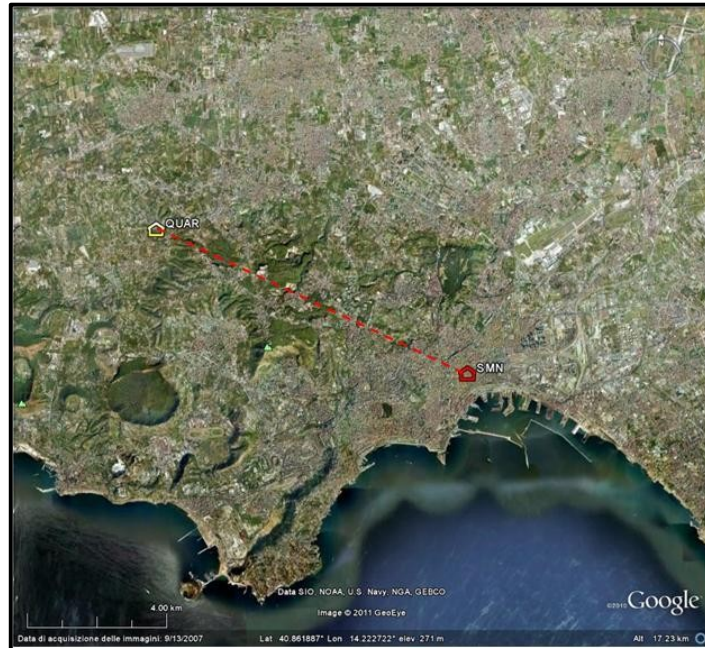 QUAR
SMN
Data SIO, NOAA, U.S. Navy, NGA, GEBCO
©2010 Google
Image © 2011 GeoEye
4.00 km
Data di acquisizione delle immagini: 9/13/2007 Lat 40.861887° Lon 14.222722° elev 271 m Alt 17.23 km